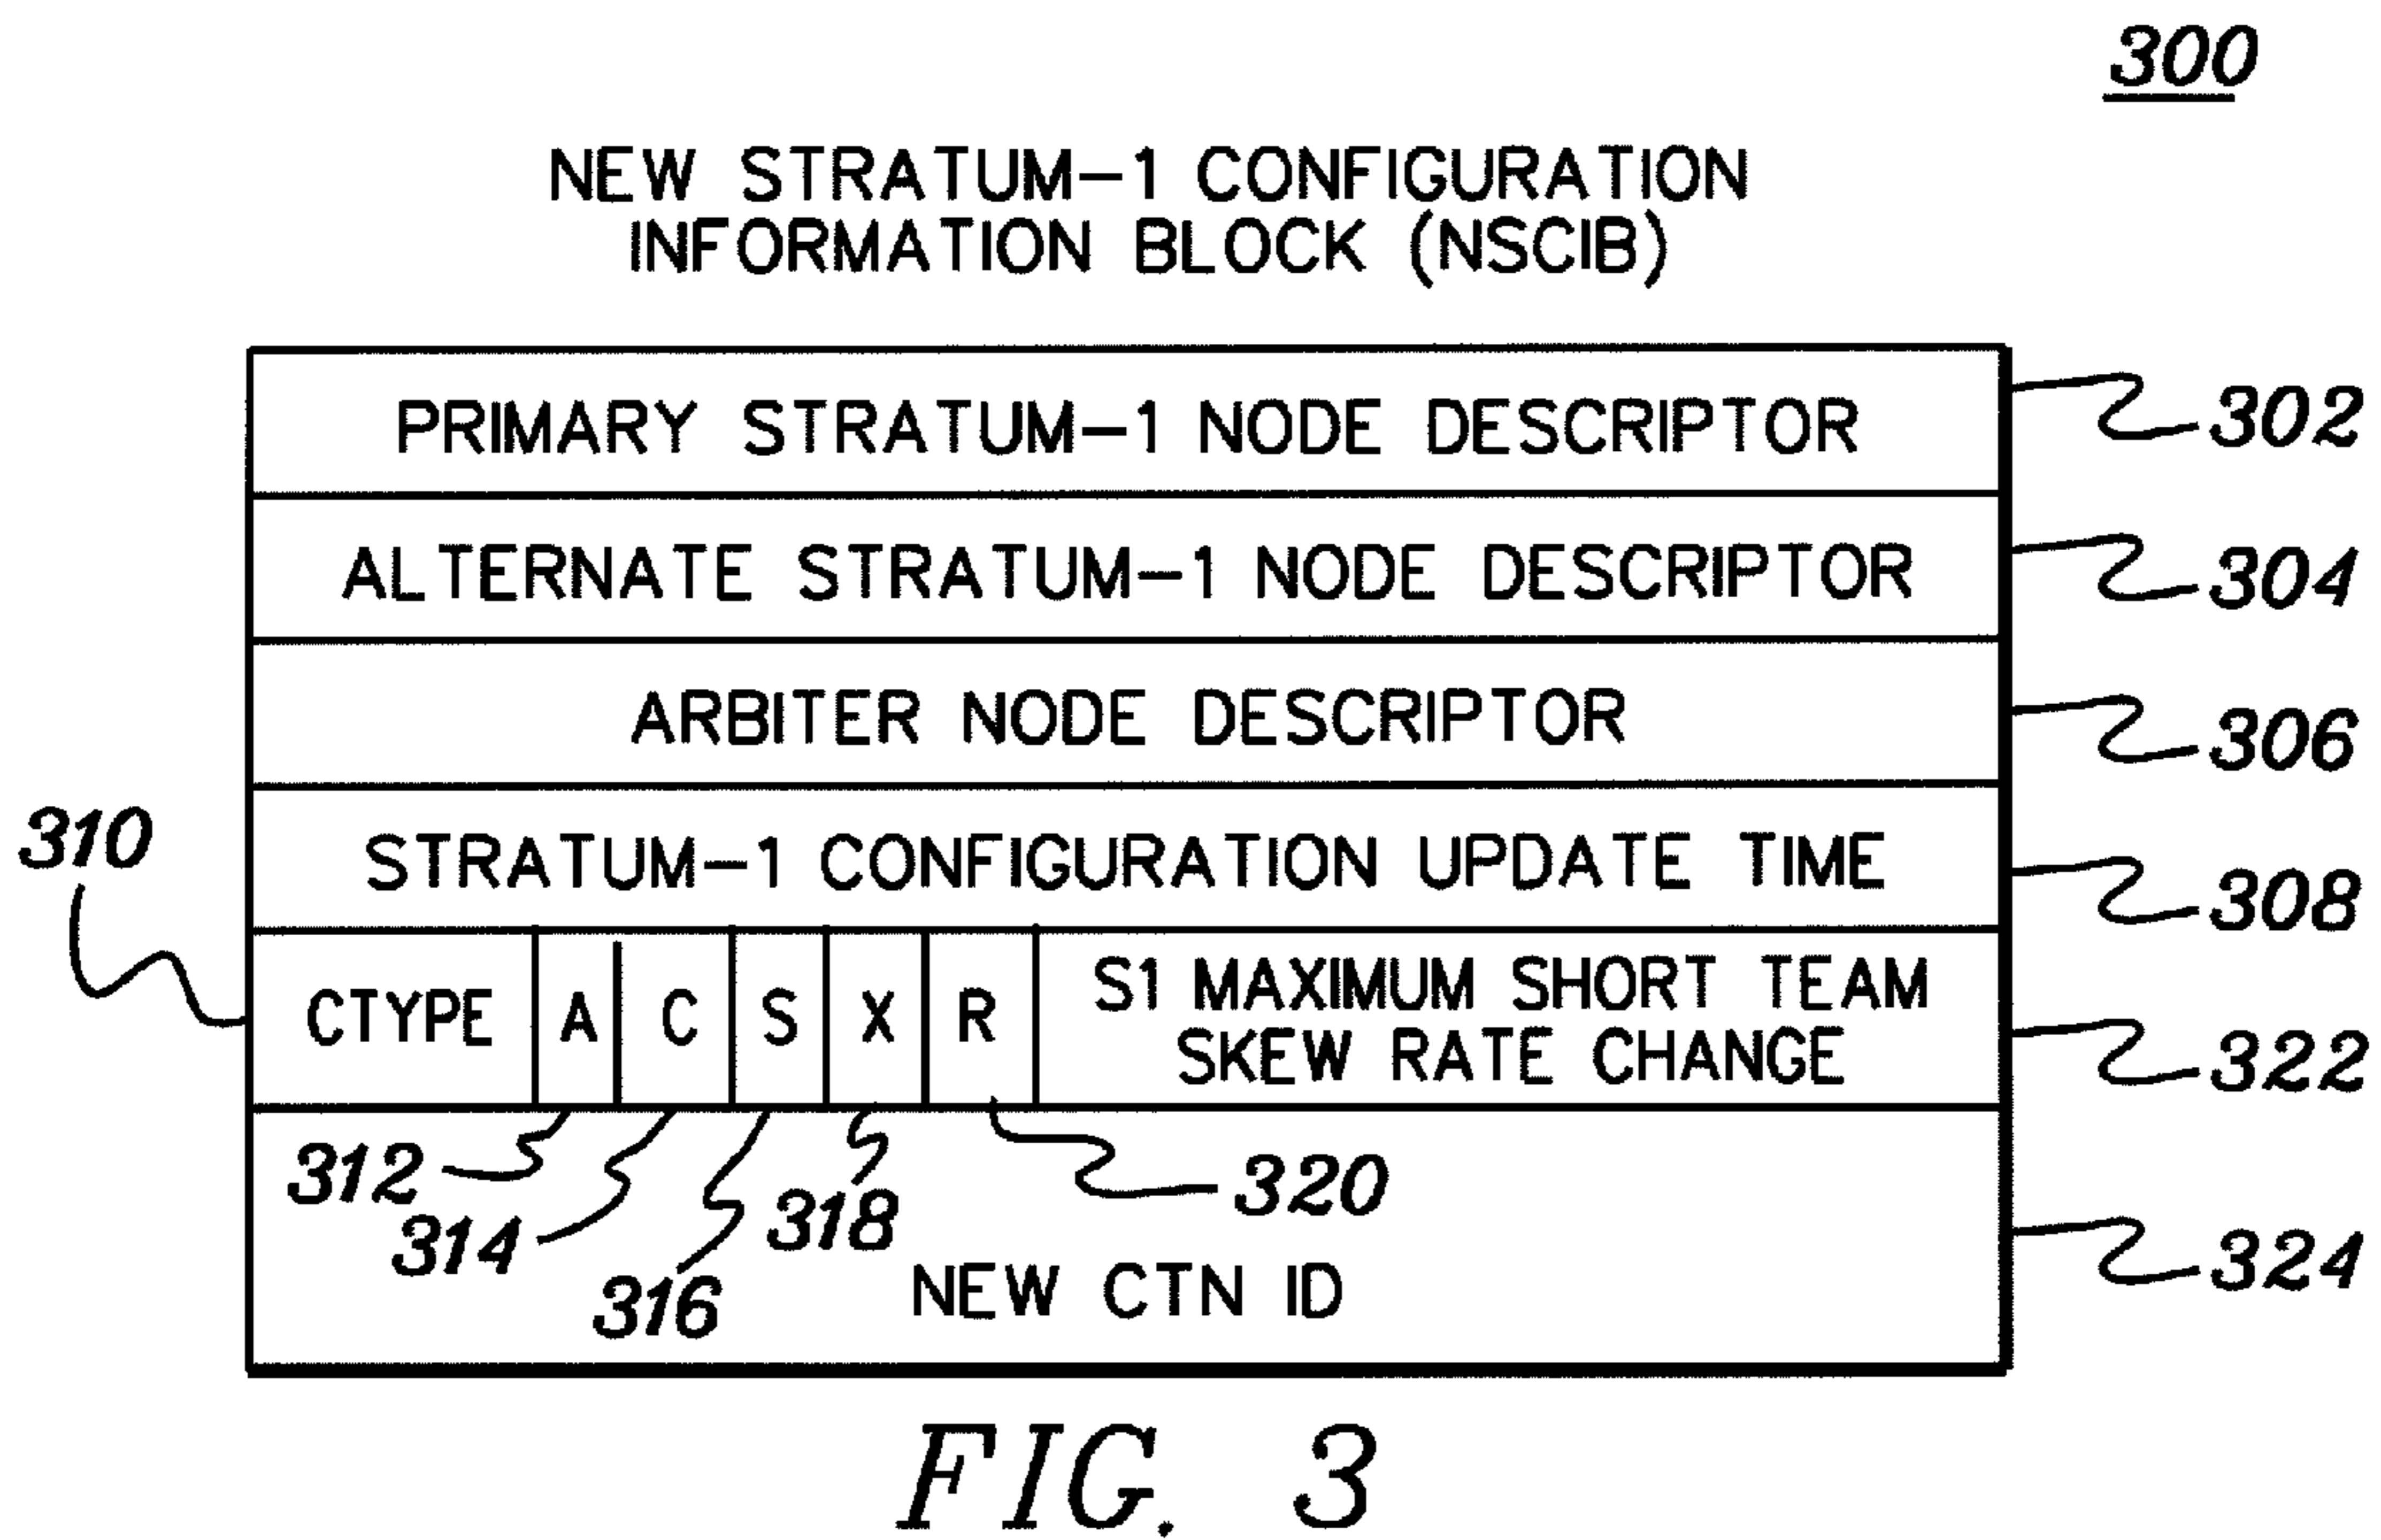 300
NEW STRATUM-1 CONFIGURATION
INFORMATION BLOCK (NSCIB)
PRIMARY STRATUM-1 NODE DESCRIPTOR
302
ALTERNATE STRATUM-1 NODE DESCRIPTOR
304
ARBITER NODE DESCRIPTOR
306
310
STRATUM-1 CONFIGURATION UPDATE TIME
308
CTYPE A C S X R
S1 MAXIMUM SHORT TEAM
SKEW RATE CHANGE
322
312
314
316
318
320
NEW CTN ID
324
FIG. 3